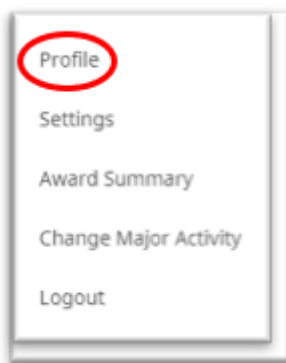 Profile
Settings
Award Summary
Change Major Activity
Logout